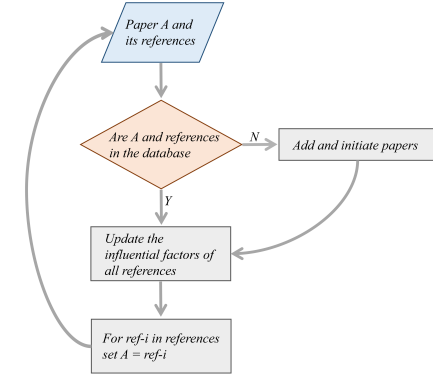 Paper A and
its references
Are A and references
in the database
N
Add and initiate papers
Y
Update the
influential factors of
all references
For ref-i in references
set A = ref-i